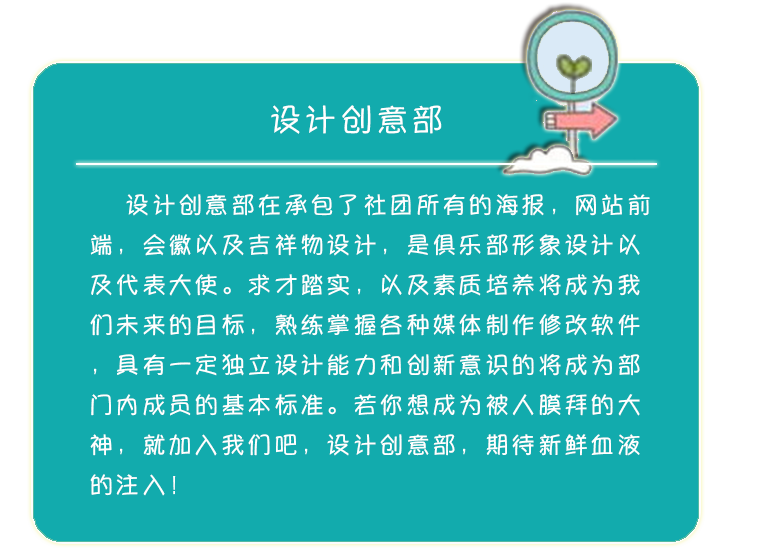 设计创意部
设计创意部在承包了社团所有的海报，网站前
端，会徽以及吉祥物设计，是俱乐部形象设计以
及代表大使。求才踏实，以及素质培养将成为我
们未来的目标，熟练掌握各种媒体制作修改软件
，具有一定独立设计能力和创新意识的将成为部
门内成员的基本标准。若你想成为被人膜拜的大
神，就加入我们吧，设计创意部，期待新鲜血液
的注入！